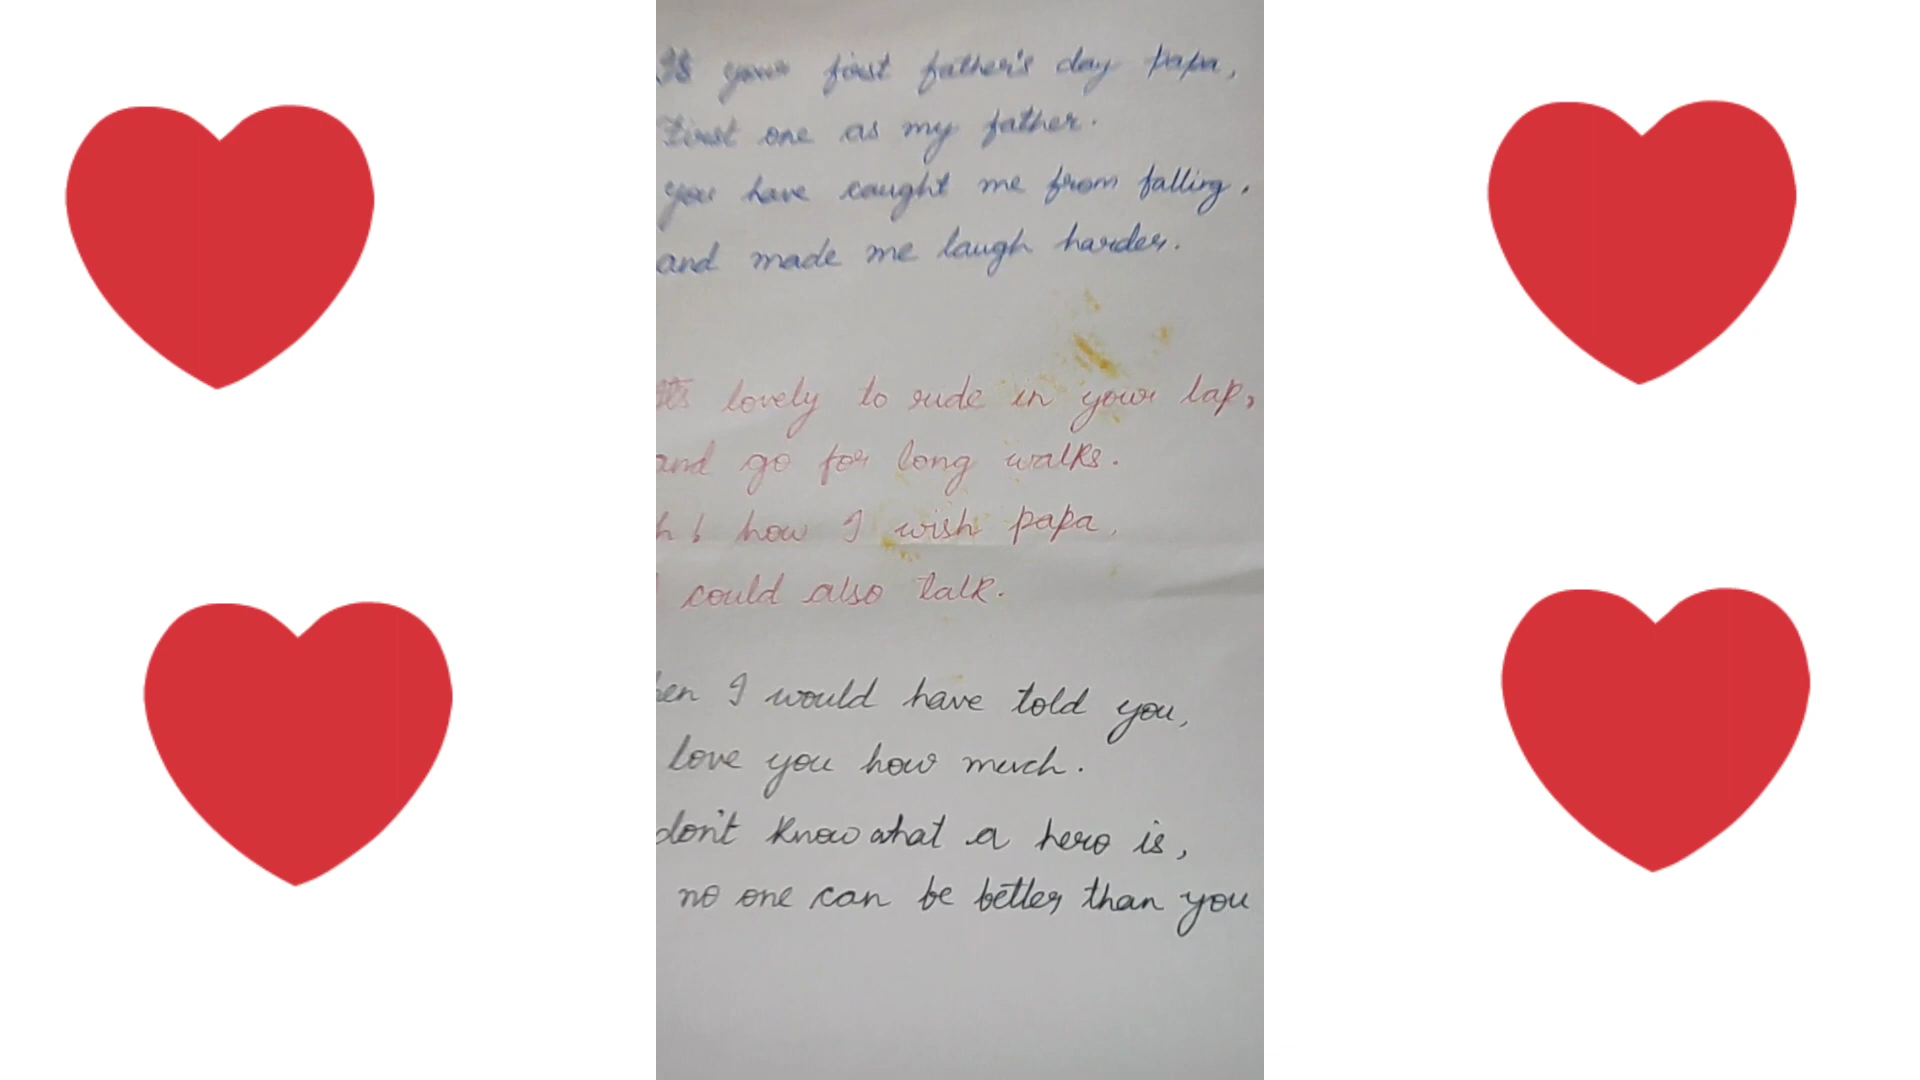 Its your first father's day papa,
First one as my father.
you have caught me from falling,
and made me laugh harder.
Its lovely to ride in your lap,
and go for long walks.
h! how I wish papa,
I could also talk.
hen I would have told you,
love you how much.
don't know what a hero is,
no one can be better than you